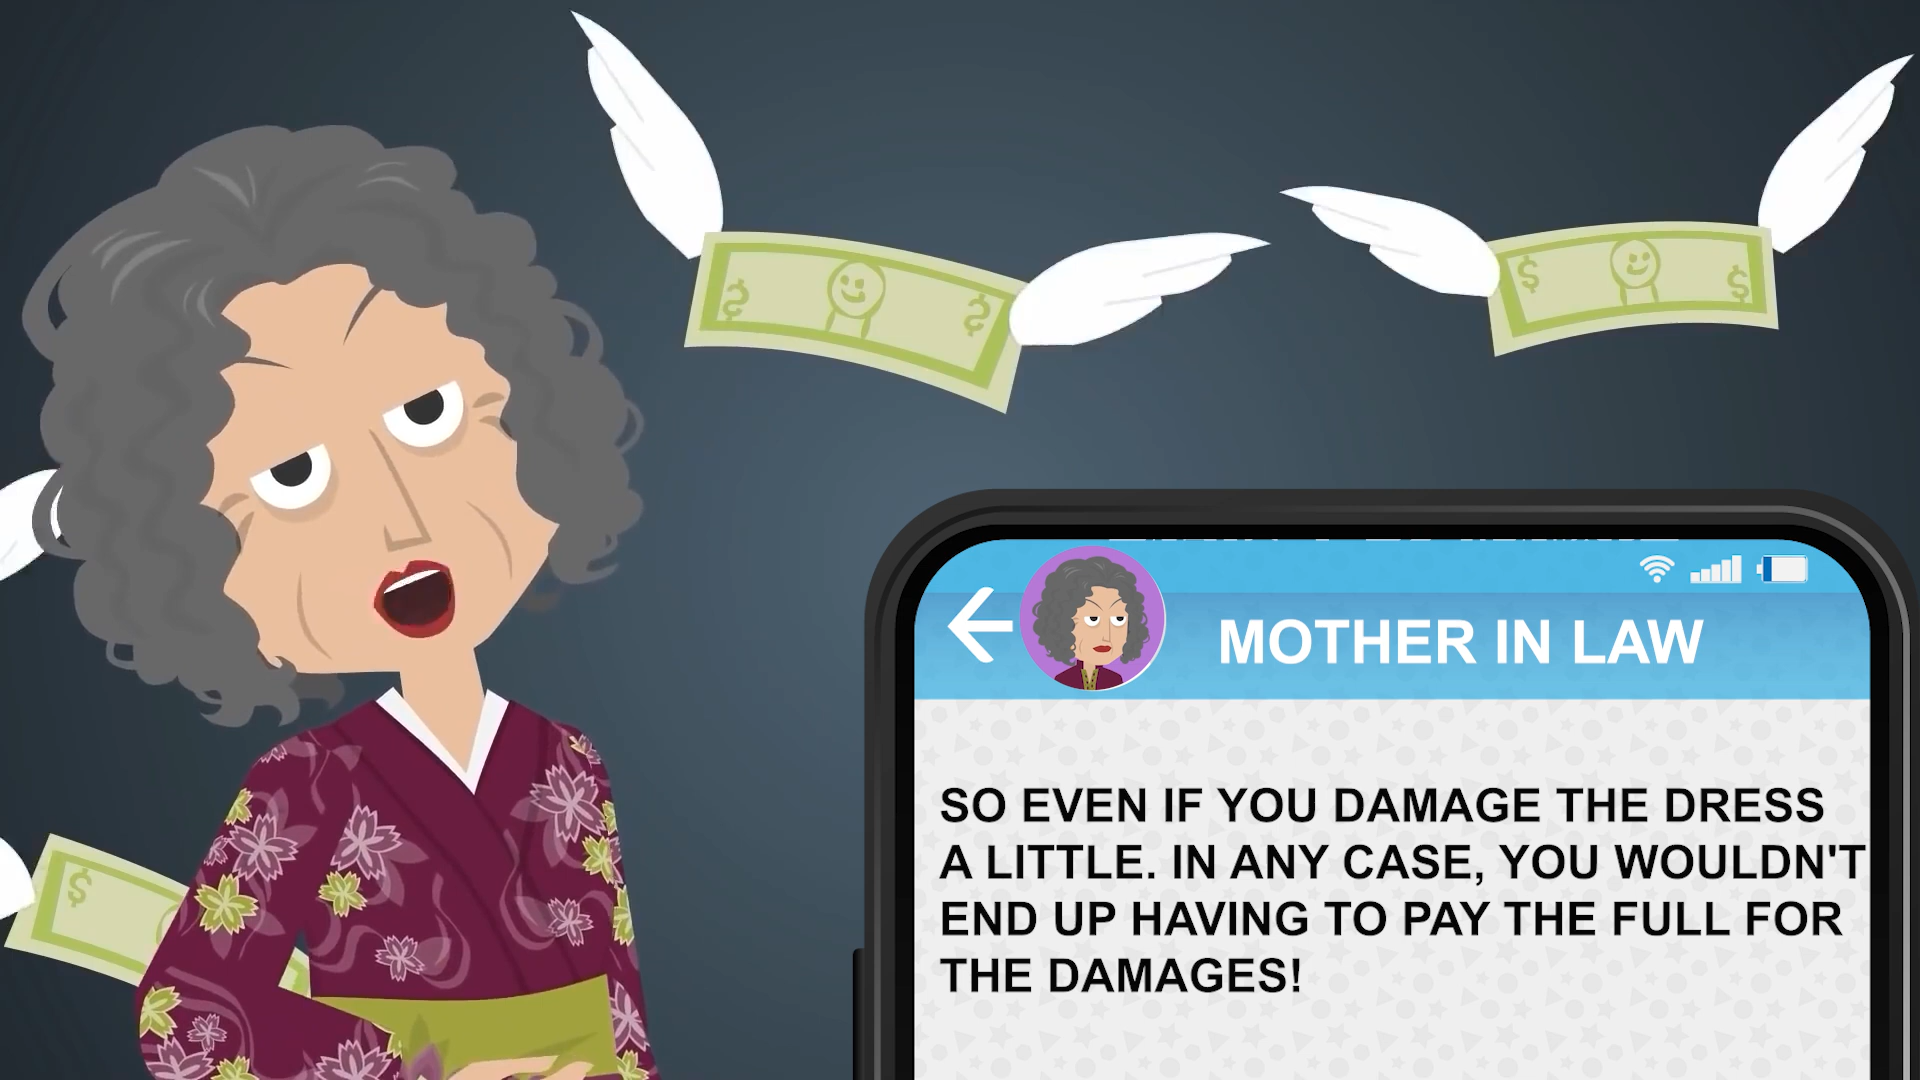 MOTHER IN LAW
SO EVEN IF YOU DAMAGE THE DRESS
A LITTLE. IN ANY CASE, YOU WOULDN'T
END UP HAVING TO PAY THE FULL FOR
THE DAMAGES!